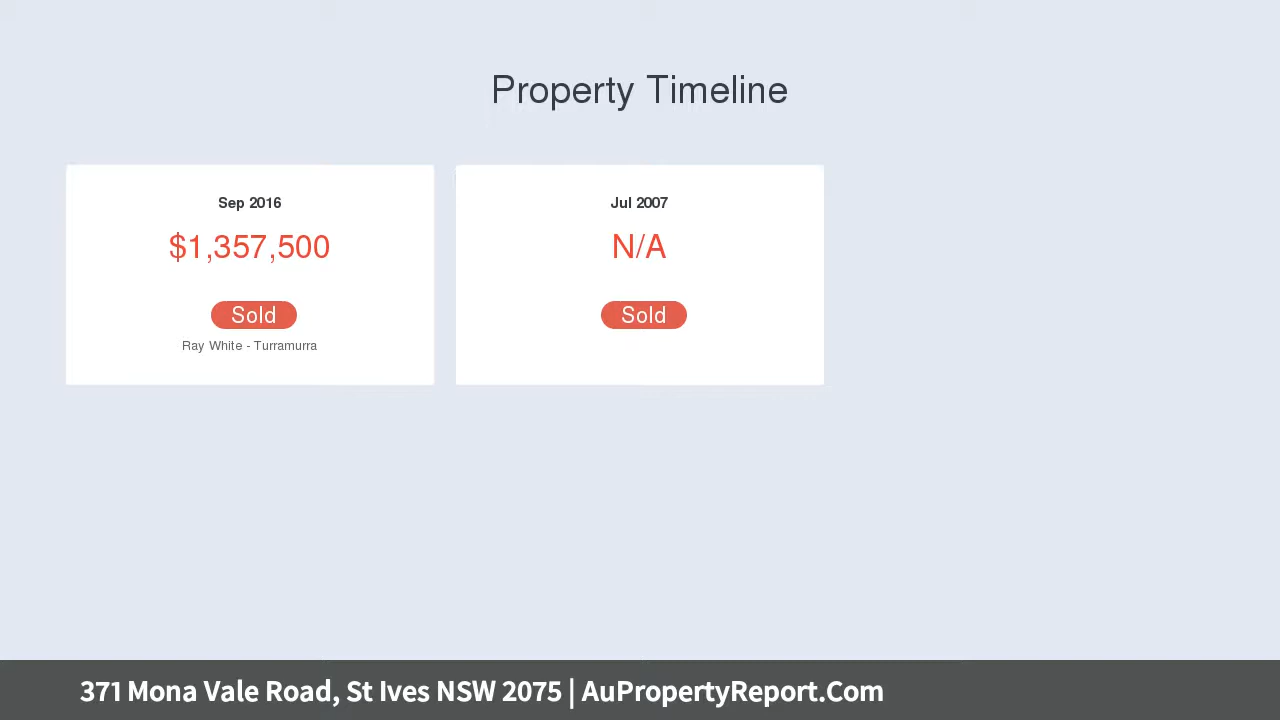 Property Timeline
Sep 2016
$1,357,500
Sold
Ray White - Turramurra
Jul 2007
N/A
Sold
371 Mona Vale Road, St Ives NSW 2075 | AuPropertyReport.Com